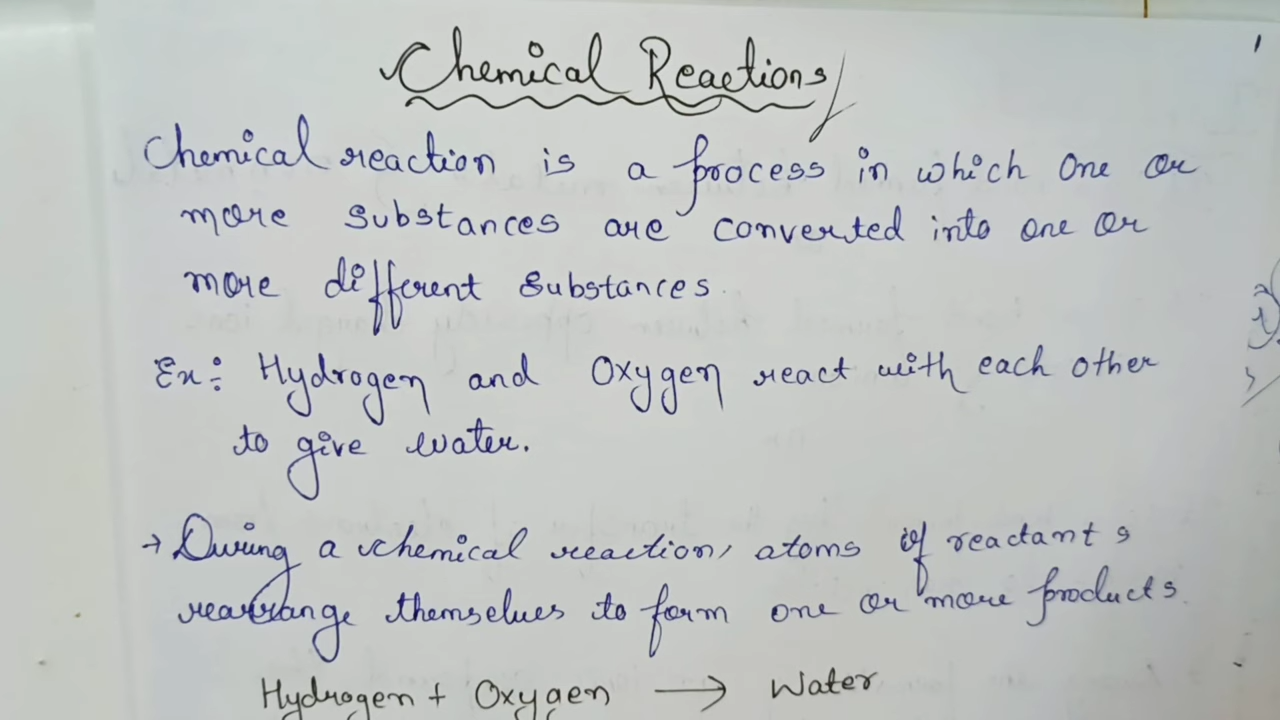 Chemical Reactions
Chemical reaction is a process in which one or
more substances are converted into one or
more different substances.
Ex:- Hydrogen and Oxygen react with each other
to give water.
→ During a chemical reaction, atoms of reactants
rearrange themselves to form one or more products
Hydrogen + Oxygen → Water